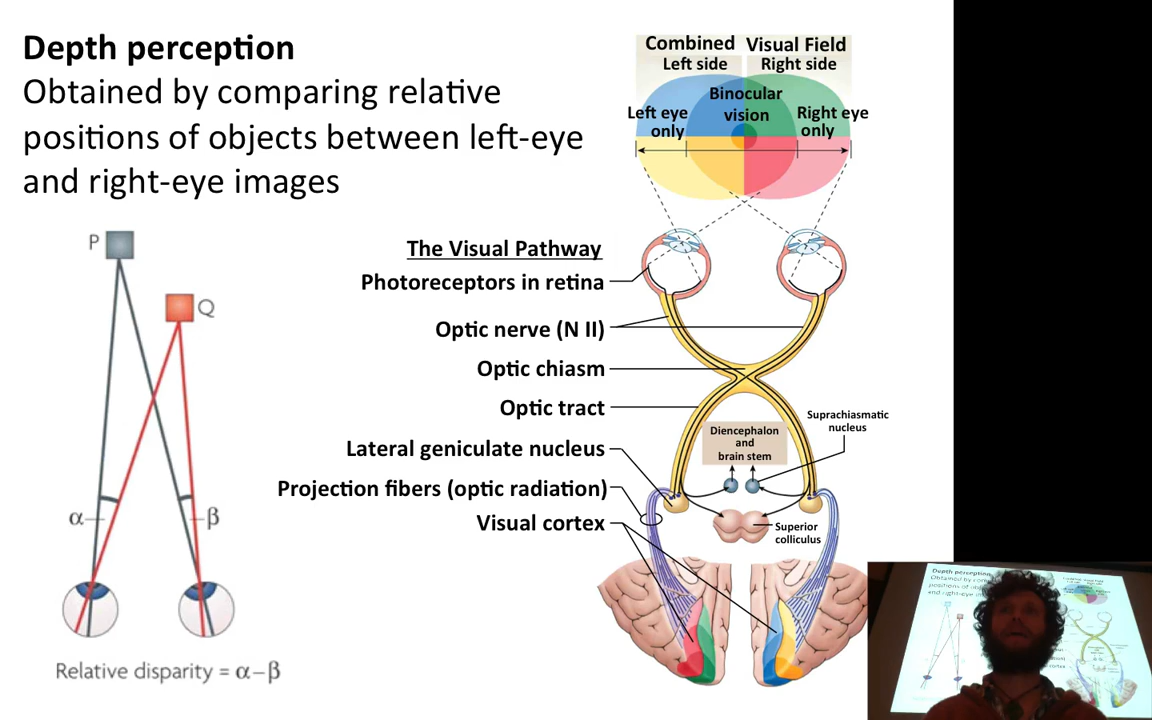 Depth perception
Obtained by comparing relative
positions of objects between left-eye
and right-eye images
P
Q
α
β
Relative disparity = α–β
Combined Visual Field
Left side Right side
Binocular
vision
Left eye
only
Right eye
only
The Visual Pathway
Photoreceptors in retina
Optic nerve (N II)
Optic chiasm
Optic tract
Suprachiasmatic
nucleus
Diencephalon
and
brain stem
Lateral geniculate nucleus
Projection fibers (optic radiation)
Visual cortex
Superior
colliculus
Depth perception